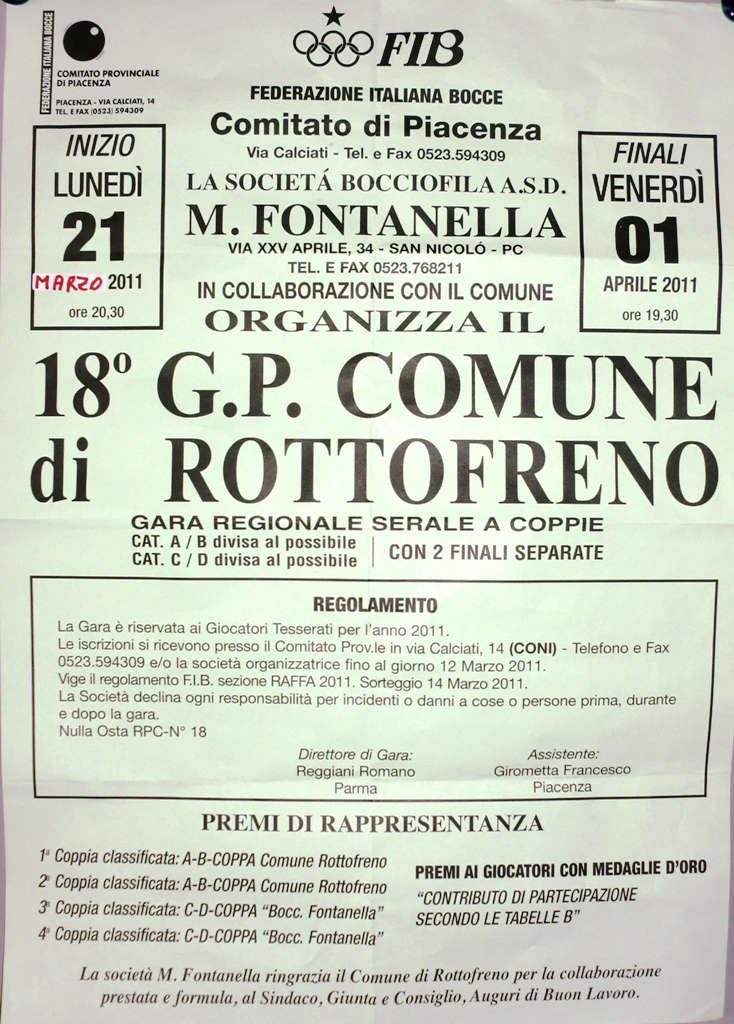 FEDERAZIONE ITALIANA BOCCE
COMITATO PROVINCIALE
DI PIACENZA
PIACENZA - VIA CALCIATI, 14
TEL. E FAX (0523) 594309
FIB
FEDERAZIONE ITALIANA BOCCE
Comitato di Piacenza
Via Calciati - Tel. e Fax 0523.594309
INIZIO
LUNEDÌ
21
MARZO 2011
ore 20,30
LA SOCIETÁ BOCCIOFILA A.S.D.
M. FONTANELLA
VIA XXV APRILE, 34 - SAN NICOLÓ - PC
TEL. E FAX 0523.768211
IN COLLABORAZIONE CON IL COMUNE
ORGANIZZA IL
FINALI
VENERDÌ
01
APRILE 2011
ore 19,30
18° G.P. COMUNE
di ROTTOFRENO
GARA REGIONALE SERALE A COPPIE
CAT. A / B divisa al possibile
CAT. C / D divisa al possibile
CON 2 FINALI SEPARATE
REGOLAMENTO
La Gara è riservata ai Giocatori Tesserati per l'anno 2011.
Le iscrizioni si ricevono presso il Comitato Prov.le in via Calciati, 14 (CONI) - Telefono e Fax
0523.594309 e/o la società organizzatrice fino al giorno 12 Marzo 2011.
Vige il regolamento F.I.B. sezione RAFFA 2011. Sorteggio 14 Marzo 2011.
La Società declina ogni responsabilità per incidenti o danni a cose o persone prima, durante
e dopo la gara.
Nulla Osta RPC-N° 18
Direttore di Gara:
Reggiani Romano
Parma
Assistente:
Girometta Francesco
Piacenza
PREMI DI RAPPRESENTANZA
1ª Coppia classificata: A-B-COPPA Comune Rottofreno
2ª Coppia classificata: A-B-COPPA Comune Rottofreno
3ª Coppia classificata: C-D-COPPA "Bocc. Fontanella"
4ª Coppia classificata: C-D-COPPA "Bocc. Fontanella"
PREMI AI GIOCATORI CON MEDAGLIE D'ORO
"CONTRIBUTO DI PARTECIPAZIONE
SECONDO LE TABELLE B"
La società M. Fontanella ringrazia il Comune di Rottofreno per la collaborazione
prestata e formula, al Sindaco, Giunta e Consiglio, Auguri di Buon Lavoro.